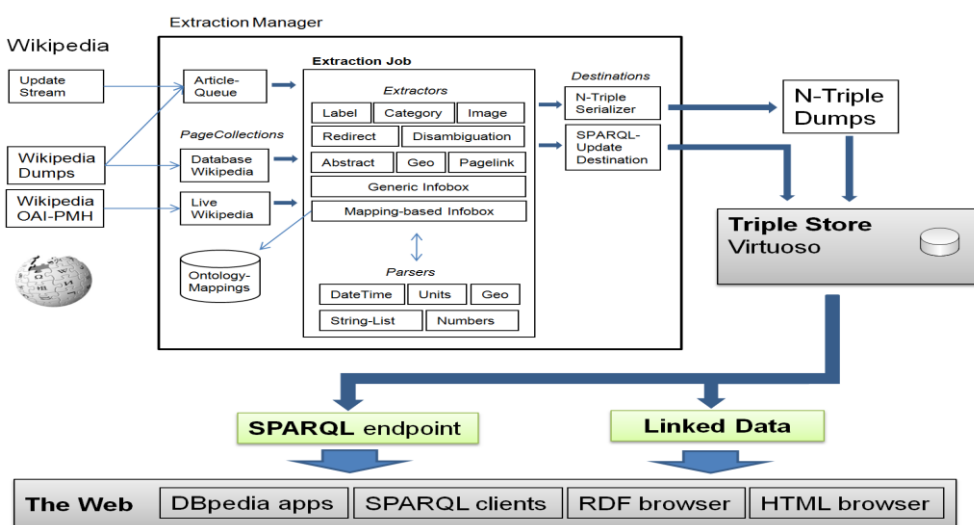 Extraction Manager
Wikipedia
Update
Stream
Wikipedia
Dumps
Wikipedia
OAI-PMH
Article-
Queue
PageCollections
Database
Wikipedia
Live
Wikipedia
Ontology-
Mappings
Extraction Job
Extractors
Label
Category
Image
Redirect
Disambiguation
Abstract
Geo
Pagelink
Generic Infobox
Mapping-based Infobox
Parsers
DateTime
Units
Geo
String-List
Numbers
Destinations
N-Triple
Serializer
SPARQL-
Update
Destination
N-Triple
Dumps
Triple Store
Virtuoso
SPARQL endpoint
Linked Data
The Web
DBpedia apps
SPARQL clients
RDF browser
HTML browser